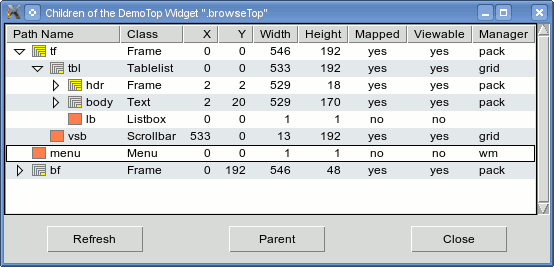 Children of the DemoTop Widget ".browseTop"
Path Name Class X Y Width Height Mapped Viewable Manager
tf Frame 0 0 546 192 yes yes pack
tbl Tablelist 0 0 533 192 yes yes grid
hdr Frame 2 2 529 18 yes yes pack
body Text 2 20 529 170 yes yes pack
lb Listbox 0 0 1 1 no no
vsb Scrollbar 533 0 13 192 yes yes grid
menu Menu 0 0 1 1 no no wm
bf Frame 0 192 546 48 yes yes pack
Refresh Parent Close